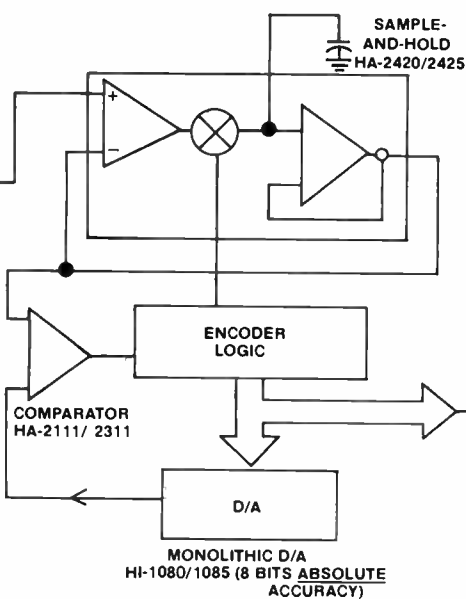 SAMPLE-
AND-HOLD
HA-2420/2425
+
−
ENCODER
LOGIC
COMPARATOR
HA-2111/ 2311
D/A
MONOLITHIC D/A
HI-1080/1085 (8 BITS ABSOLUTE
ACCURACY)